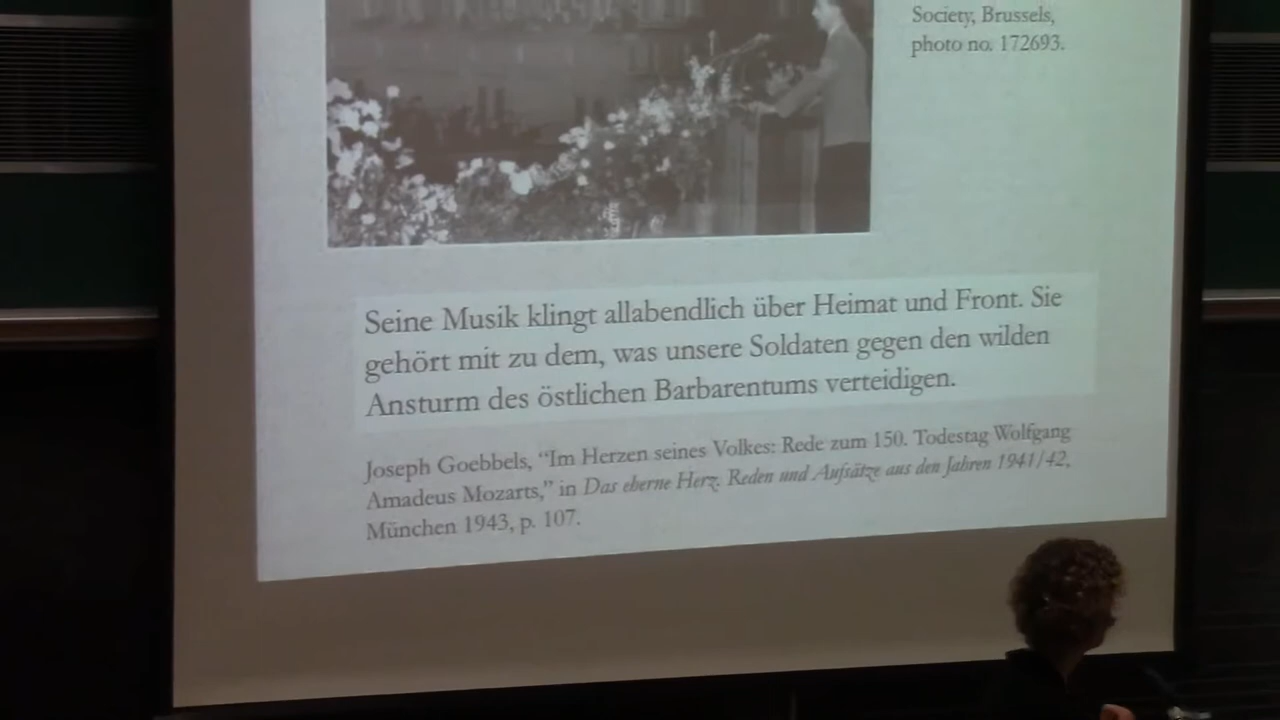 Society, Brussels,
photo no. 172693.
Seine Musik klingt allabendlich über Heimat und Front. Sie
gehört mit zu dem, was unsere Soldaten gegen den wilden
Ansturm des östlichen Barbarentums verteidigen.
Joseph Goebbels, “Im Herzen seines Volkes: Rede zum 150. Todestag Wolfgang
Amadeus Mozarts,” in Das eherne Herz. Reden und Aufsätze aus den Jahren 1941/42,
München 1943, p. 107.